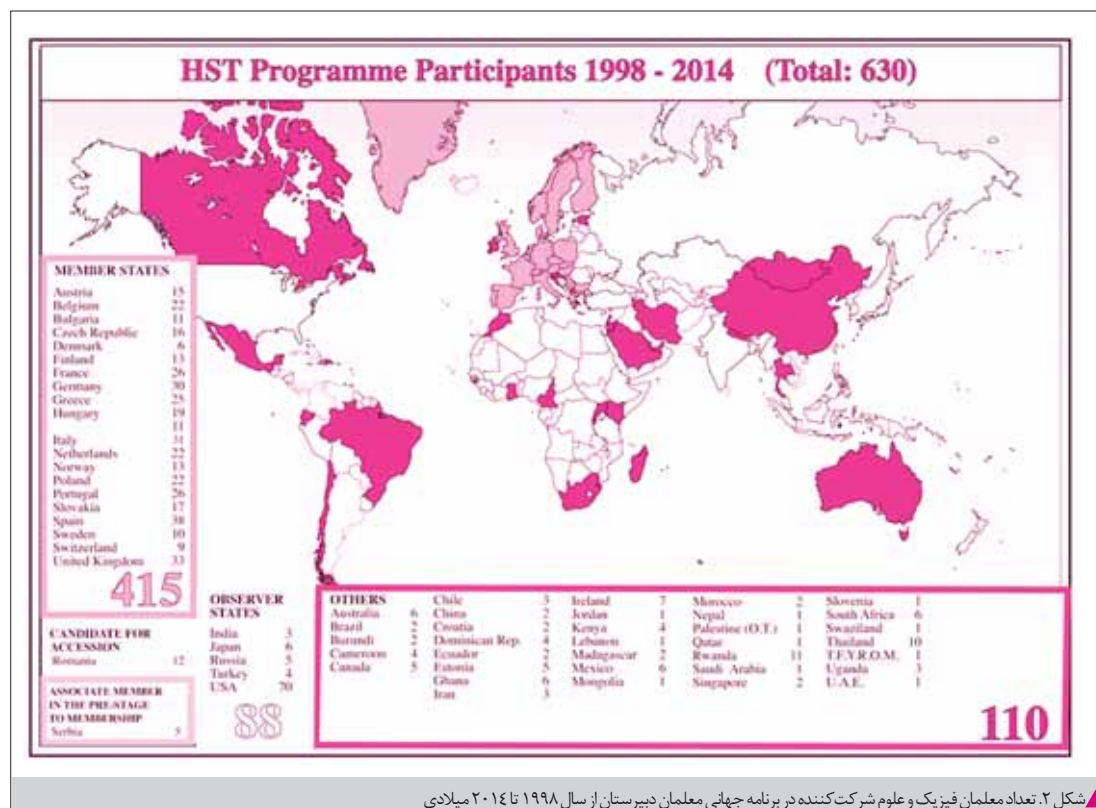 HST Programme Participants 1998 - 2014 (Total: 630)
MEMBER STATES
Austria 15
Belgium 22
Bulgaria 11
Czech Republic 16
Denmark 6
Finland 13
France 26
Germany 30
Greece 25
Hungary 19
11
Italy 31
Netherlands 22
Norway 13
Poland 22
Portugal 26
Slovakia 17
Spain 38
Sweden 10
Switzerland 9
United Kingdom 33
415
CANDIDATE FOR
ACCESSION
Romania 12
ASSOCIATE MEMBER
IN THE PRE-STAGE
TO MEMBERSHIP
Serbia 5
OBSERVER
STATES
India 3
Japan 6
Russia 5
Turkey 4
USA 70
88
OTHERS
Australia 6
Brazil 2
Burundi 2
Cameroon 4
Canada 5
Chile 3
China 2
Croatia 2
Dominican Rep. 4
Ecuador 2
Estonia 5
Ghana 6
Iran 3
Ireland 7
Jordan 1
Kenya 4
Lebanon 1
Madagascar 2
Mexico 6
Mongolia 1
Morocco 2
Nepal 1
Palestine (O.T.) 1
Qatar 1
Rwanda 11
Saudi Arabia 1
Singapore 2
Slovenia 1
South Africa 6
Swaziland 1
Thailand 10
T.F.Y.R.O.M. 1
Uganda 3
U.A.E. 1
110
شکل ۲. تعداد معلمان فیزیک و علوم شرکت‌کننده در برنامه جهانی معلمان دبیرستان از سال ۱۹۹۸ تا ۲۰۱٤ میلادی